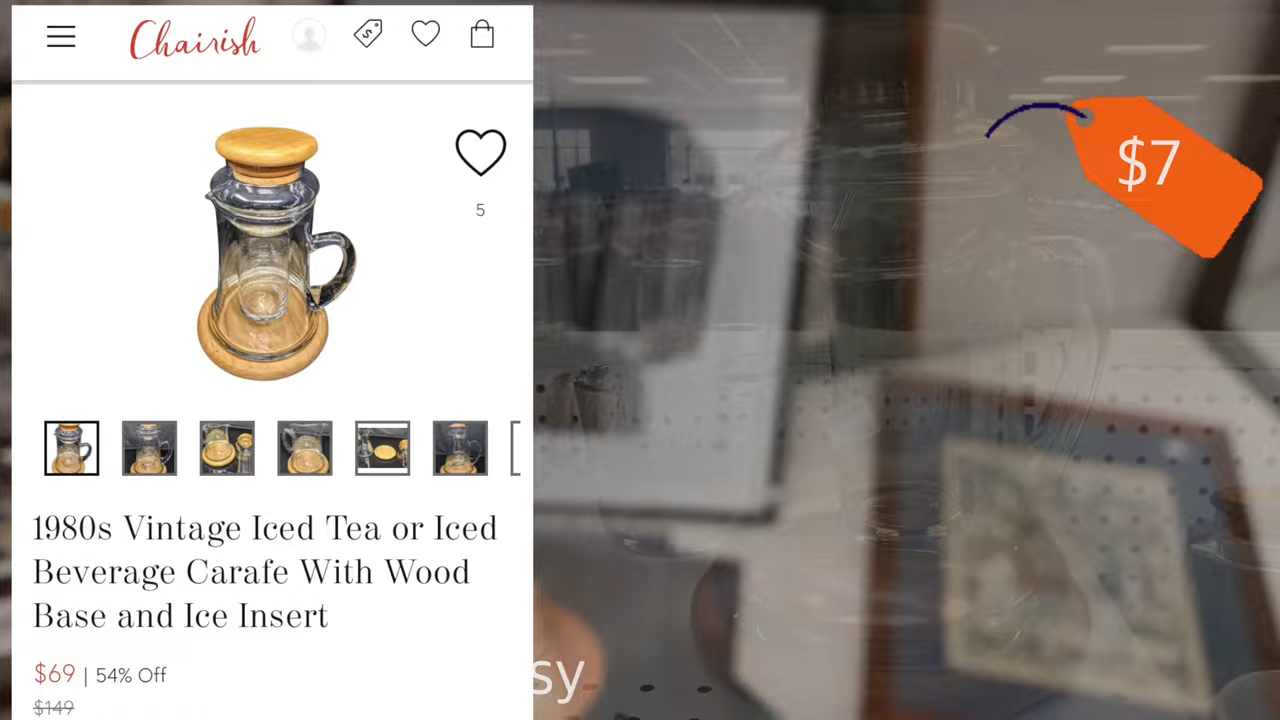 Chairish
5
1980s Vintage Iced Tea or Iced
Beverage Carafe With Wood
Base and Ice Insert
$69 | 54% Off
$149
$7
sy